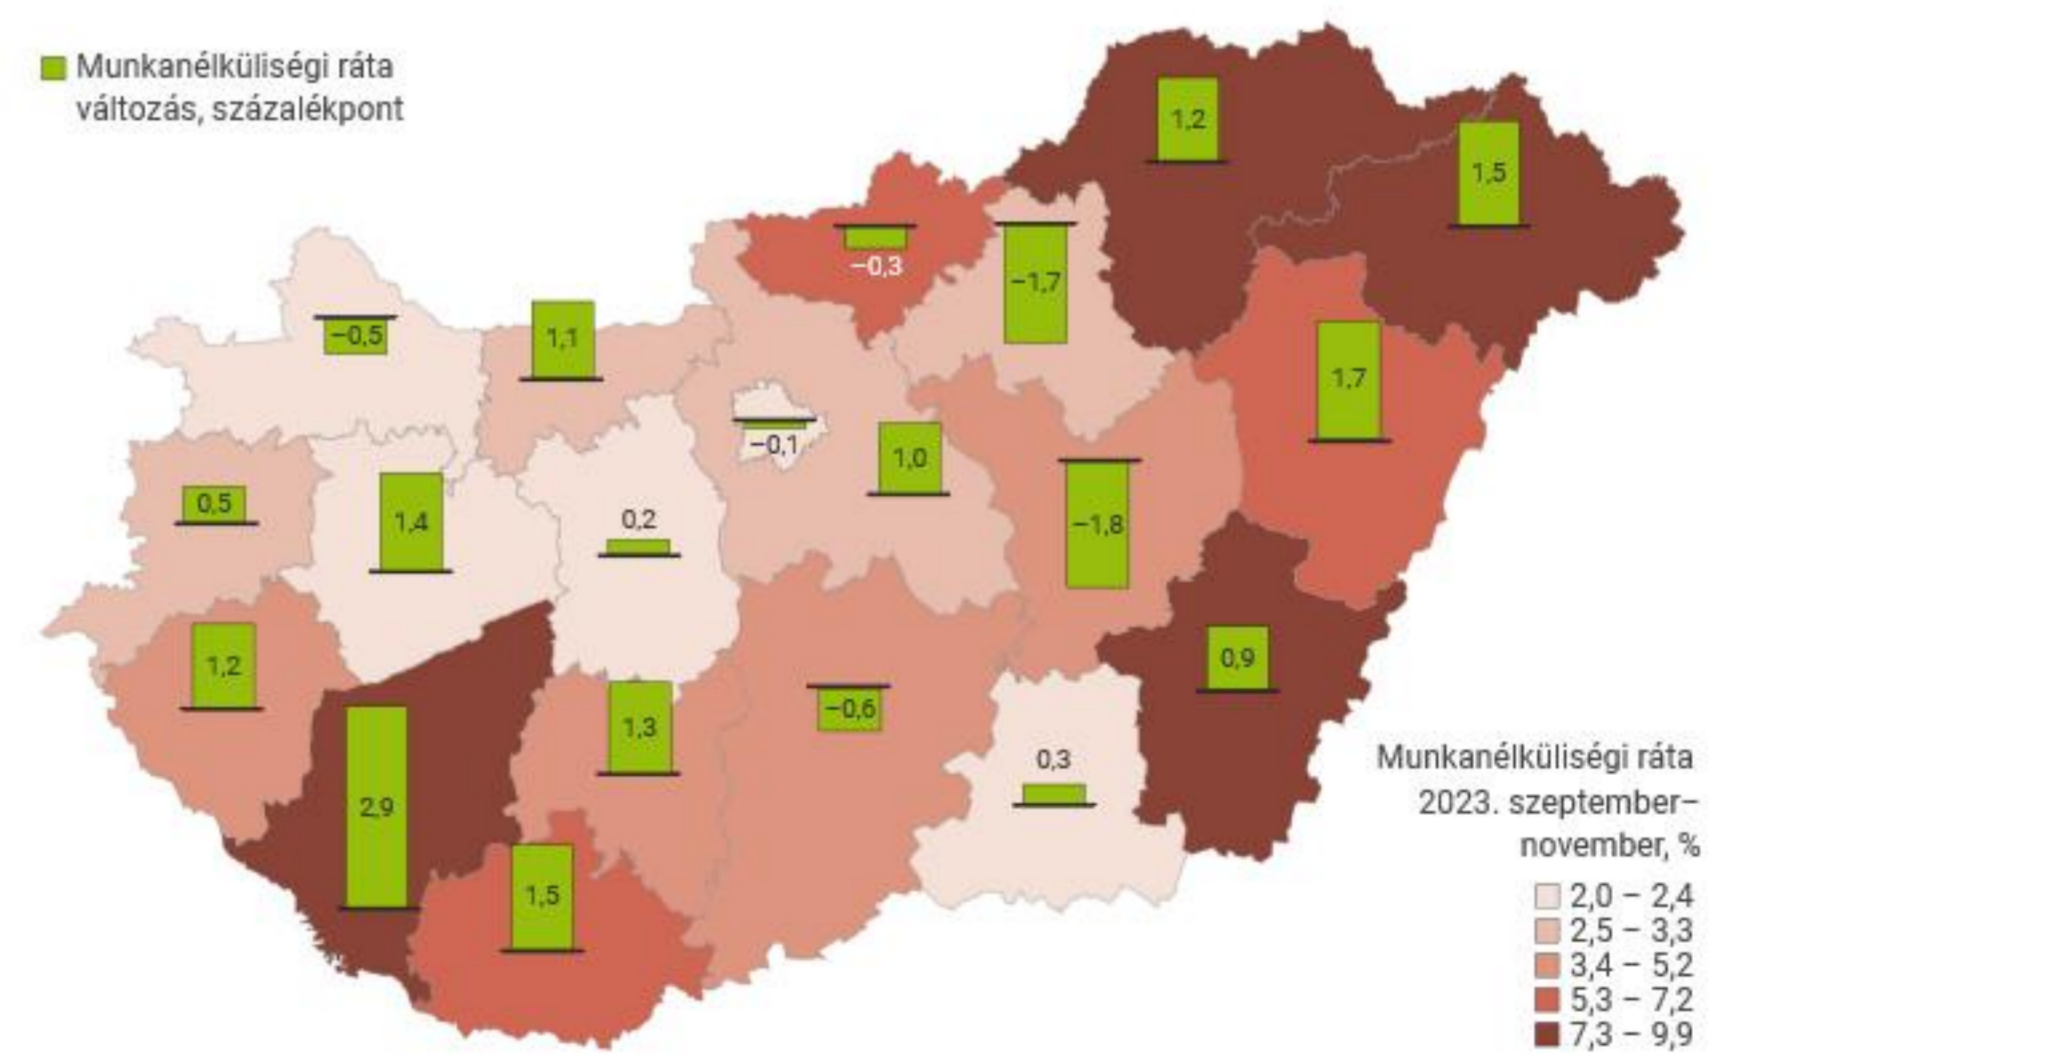 Munkanélküliségi ráta
változás, százalékpont
1,2
1,5
−0,3
−1,7
−0,5
1,1
1,7
−0,1
1,0
0,5
1,4
0,2
−1,8
1,2
0,9
1,3
−0,6
2,9
0,3
1,5
Munkanélküliségi ráta
2023. szeptember–
november, %
2,0 – 2,4
2,5 – 3,3
3,4 – 5,2
5,3 – 7,2
7,3 – 9,9